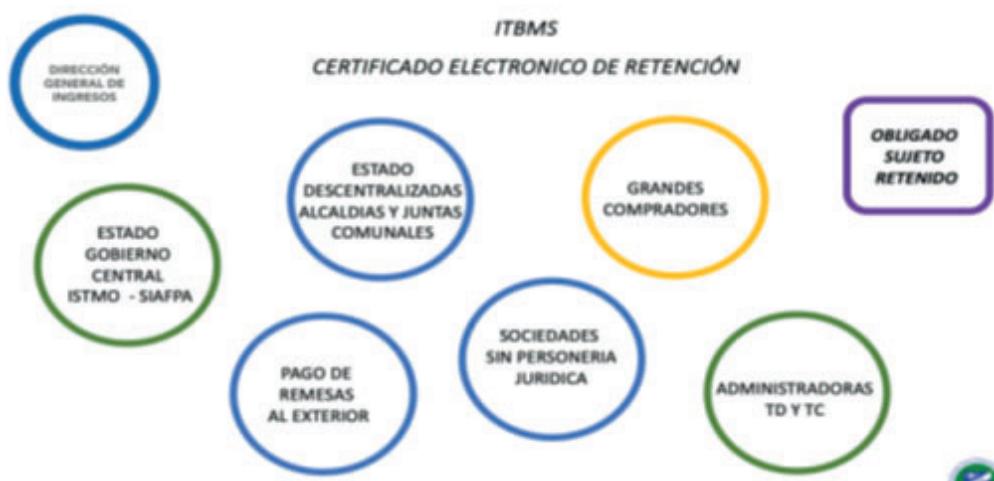 ITBMS
CERTIFICADO ELECTRONICO DE RETENCIÓN
DIRECCIÓN
GENERAL DE
INGRESOS
OBLIGADO
SUJETO
RETENIDO
ESTADO
DESCENTRALIZADAS
ALCALDIAS Y JUNTAS
COMUNALES
GRANDES
COMPRADORES
ESTADO
GOBIERNO
CENTRAL
ISTMO - SIAFPA
SOCIEDADES
SIN PERSONERIA
JURIDICA
PAGO DE
REMESAS
AL EXTERIOR
ADMINISTRADORAS
TD Y TC